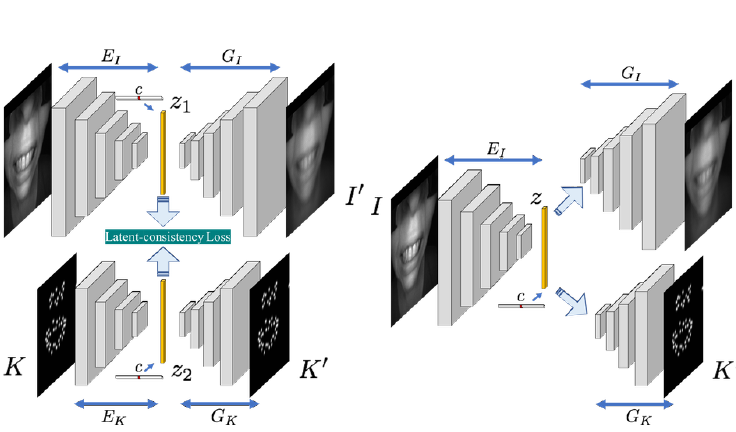 E_I
G_I
c
z_1
I'
Latent-consistency Loss
K
c
z_2
K'
E_K
G_K
G_I
E_I
I
z
c
K
G_K